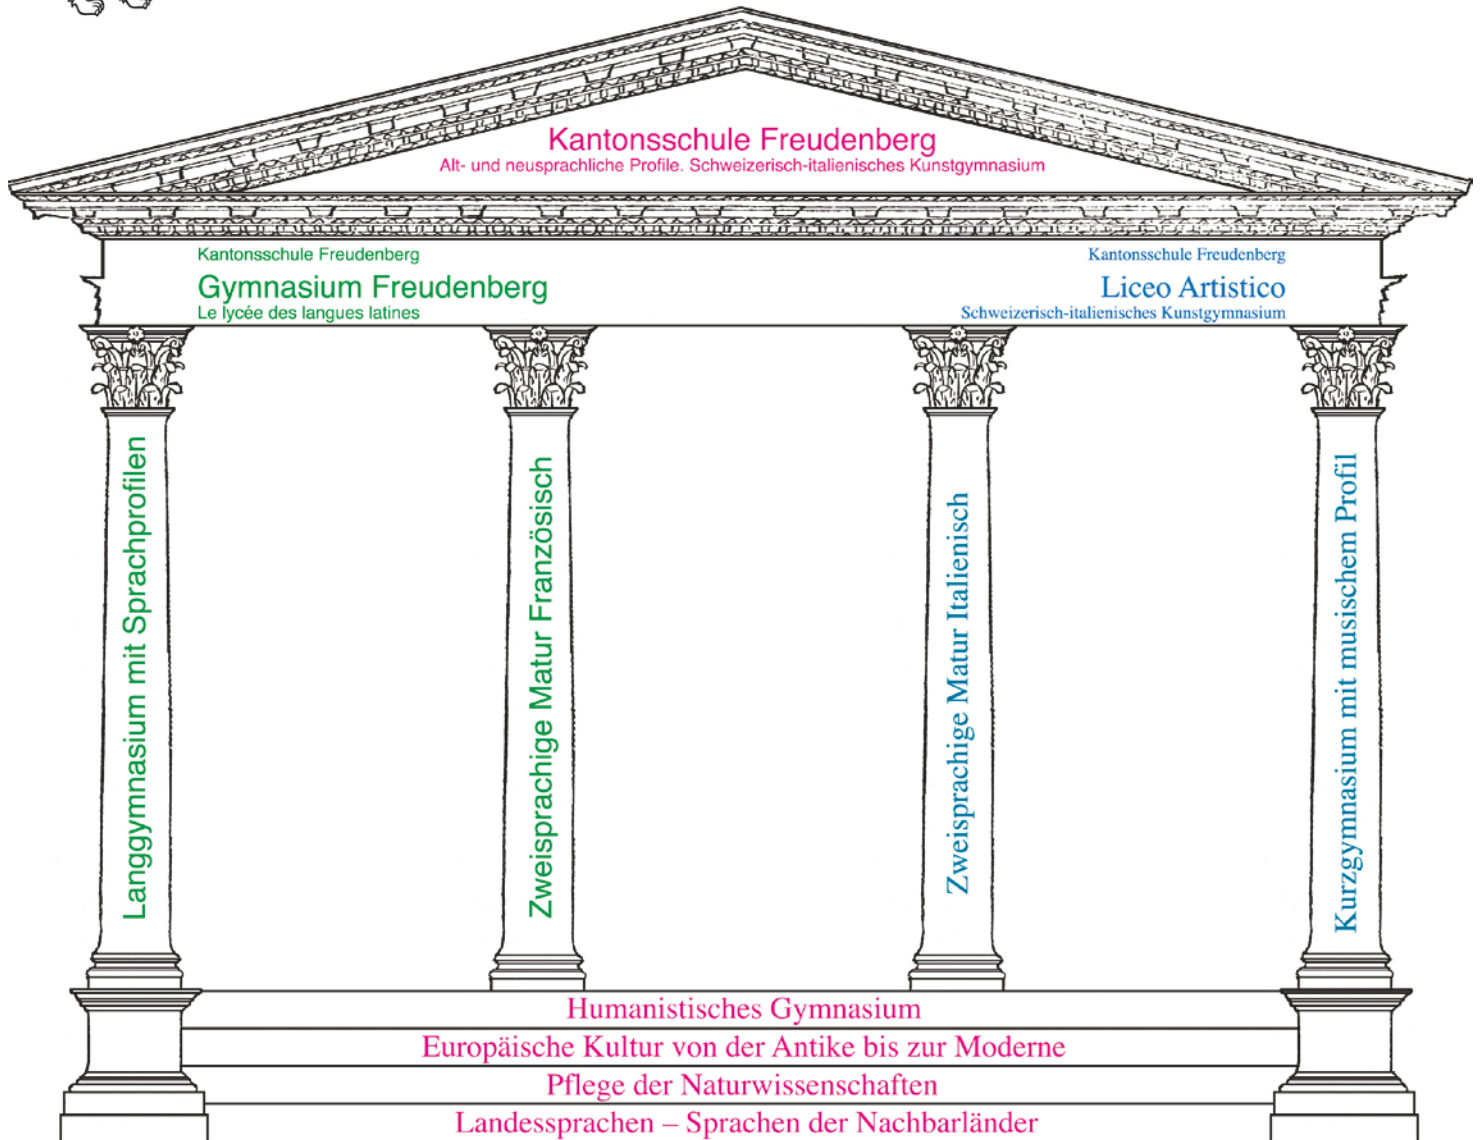 Kantonsschule Freudenberg
Alt- und neusprachliche Profile. Schweizerisch-italienisches Kunstgymnasium
Kantonsschule Freudenberg
Gymnasium Freudenberg
Le lycée des langues latines
Kantonsschule Freudenberg
Liceo Artistico
Schweizerisch-italienisches Kunstgymnasium
Langgymnasium mit Sprachprofilen
Zweisprachige Matur Französisch
Zweisprachige Matur Italienisch
Kurzgymnasium mit musischem Profil
Humanistisches Gymnasium
Europäische Kultur von der Antike bis zur Moderne
Pflege der Naturwissenschaften
Landessprachen – Sprachen der Nachbarländer